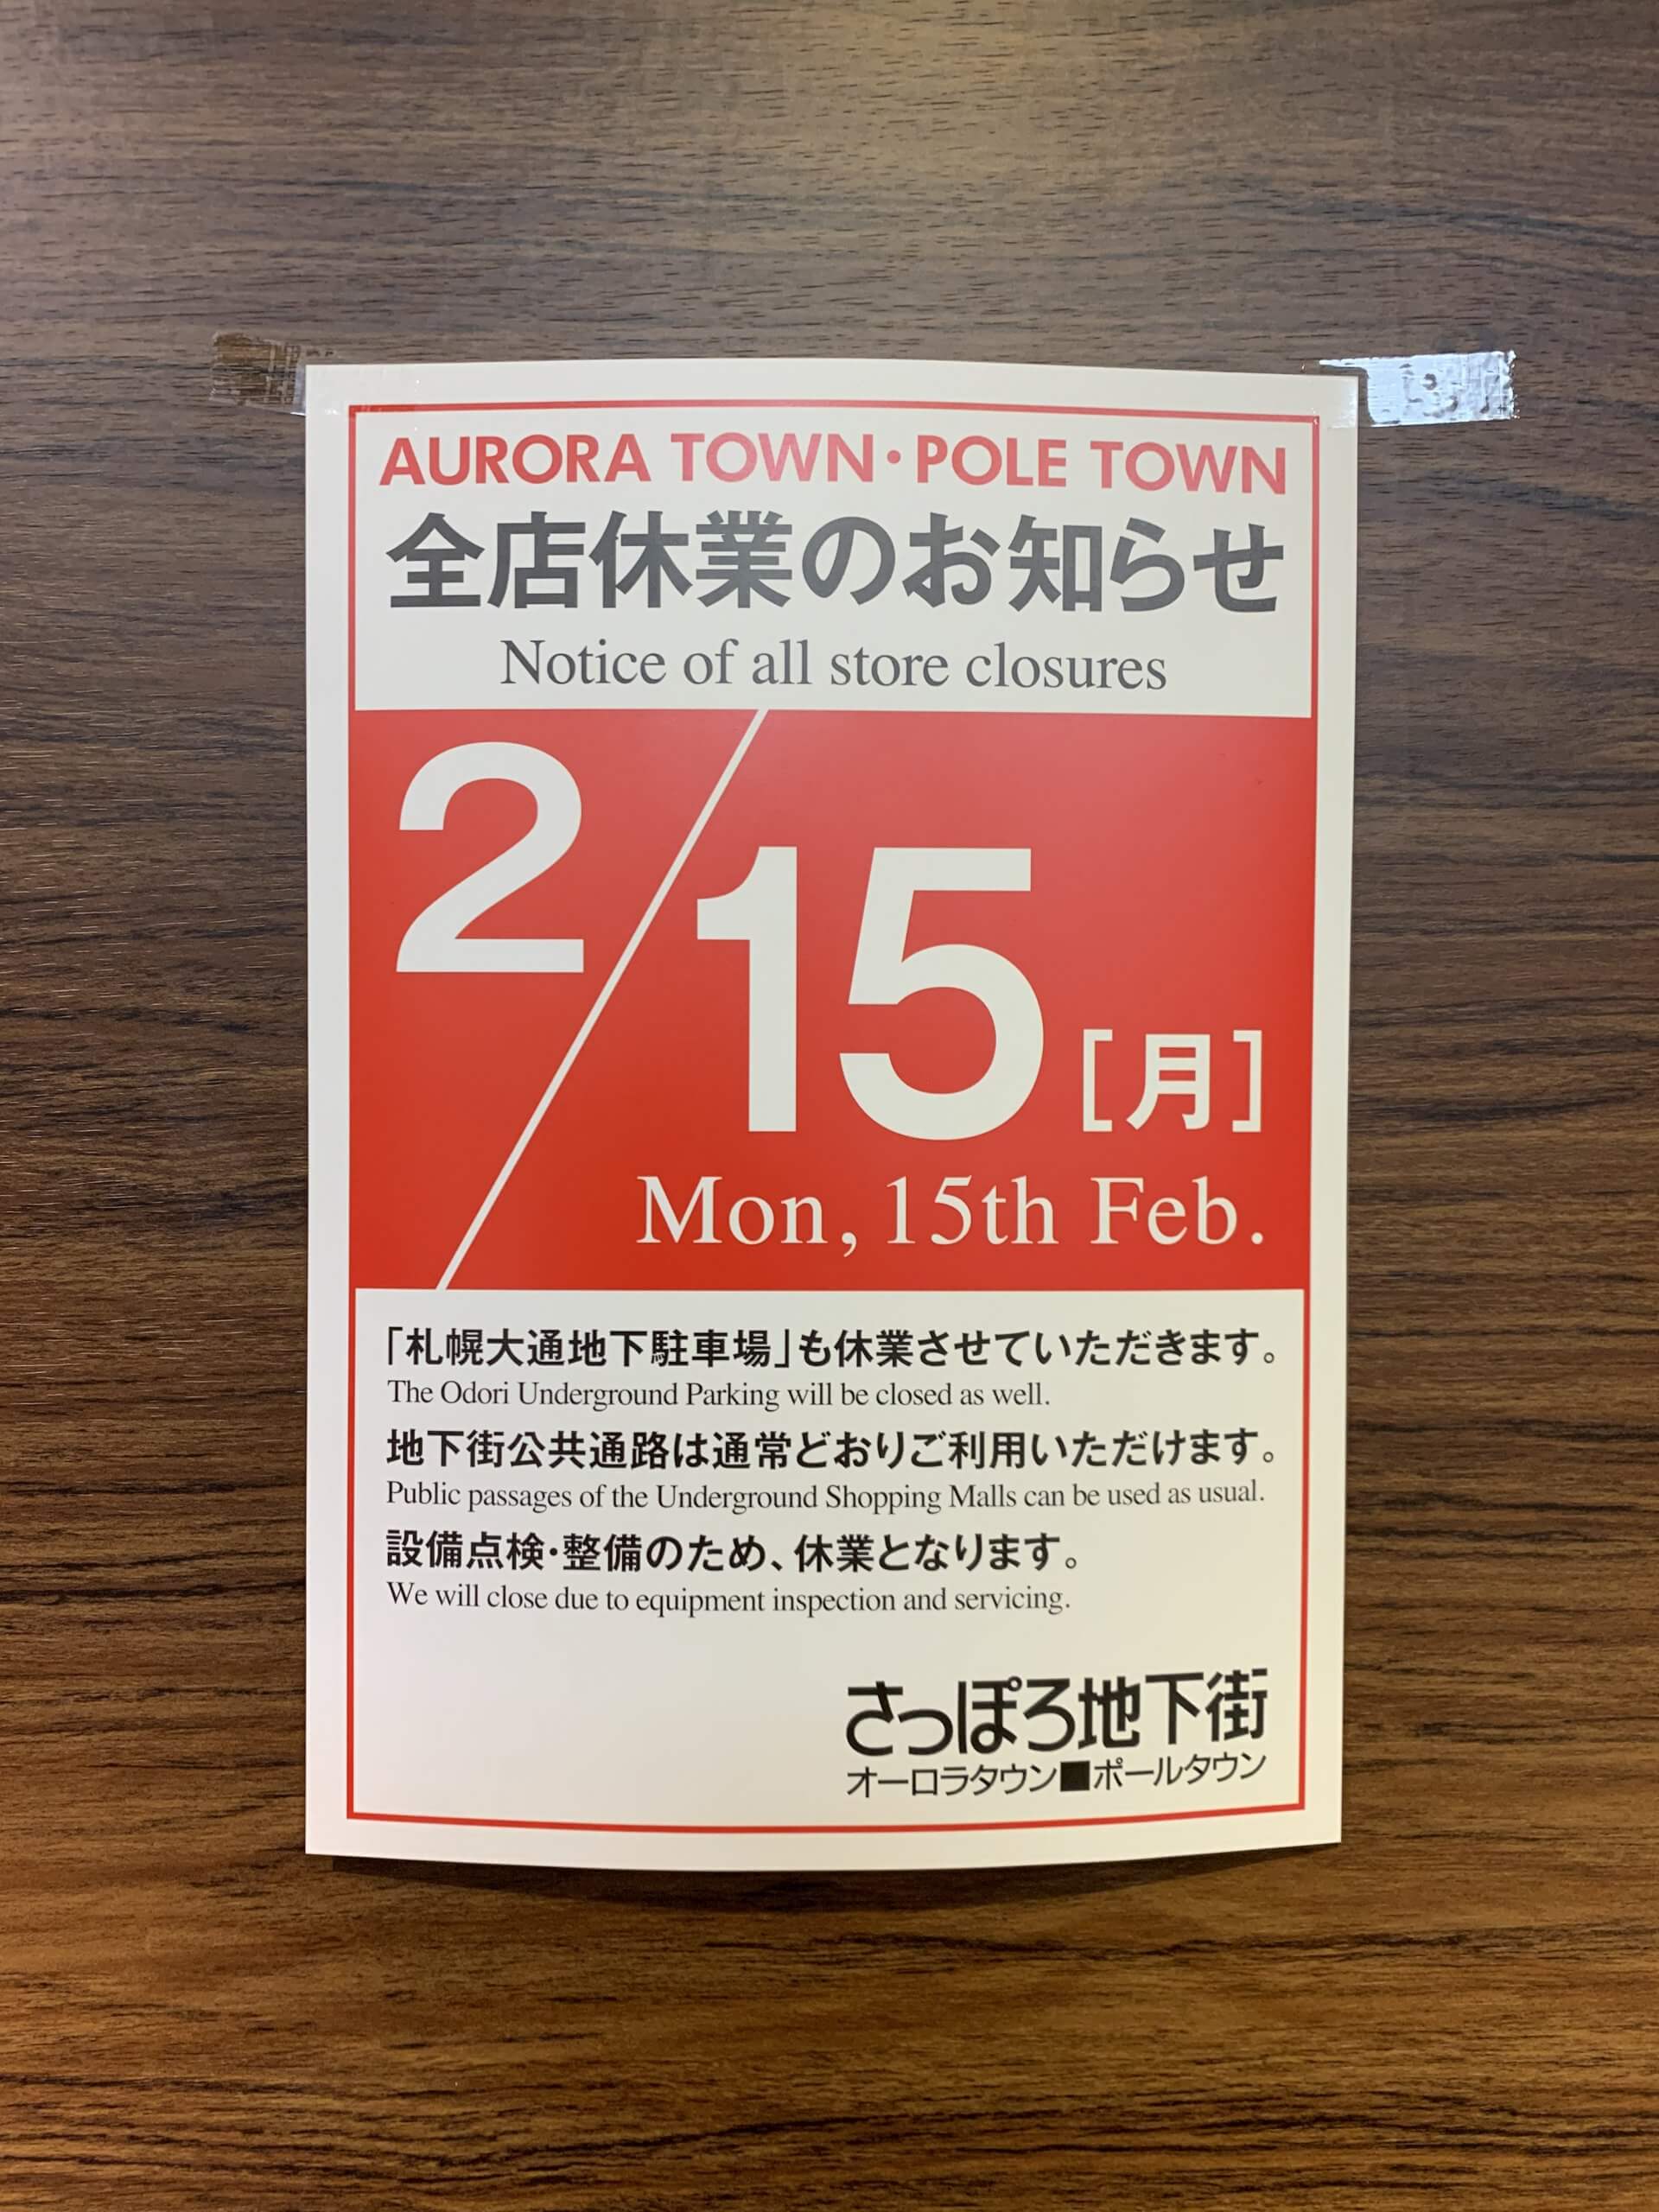 AURORA TOWN・POLE TOWN
全店休業のお知らせ
Notice of all store closures
2/15[月]
Mon, 15th Feb.
「札幌大通地下駐車場」も休業させていただきます。
The Odori Underground Parking will be closed as well.
地下街公共通路は通常どおりご利用いただけます。
Public passages of the Underground Shopping Malls can be used as usual.
設備点検・整備のため、休業となります。
We will close due to equipment inspection and servicing.
さっぽろ地下街
オーロラタウン■ポールタウン